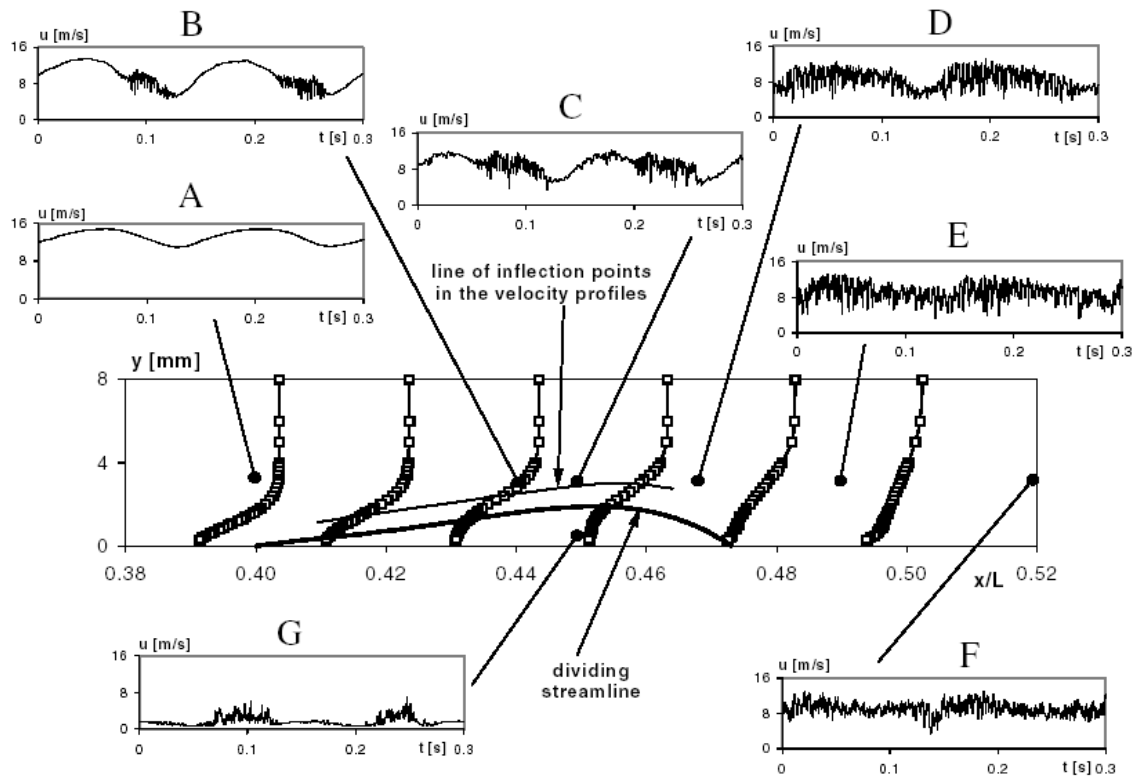 B
u [m/s]
16
8
0
0
0.1
0.2
t [s]
0.3
D
u [m/s]
16
8
0
0
0.1
0.2
t [s]
0.3
C
u [m/s]
16
8
0
0
0.1
0.2
t [s]
0.3
A
u [m/s]
16
8
0
0
0.1
0.2
t [s]
0.3
E
u [m/s]
16
8
0
0
0.1
0.2
t [s]
0.3
line of inflection points
in the velocity profiles
y [mm]
8
4
0
0.38
0.40
0.42
0.44
0.46
0.48
0.50
x/L
0.52
G
u [m/s]
16
8
0
0
0.1
0.2
t [s]
0.3
dividing
streamline
F
u [m/s]
16
8
0
0
0.1
0.2
t [s]
0.3